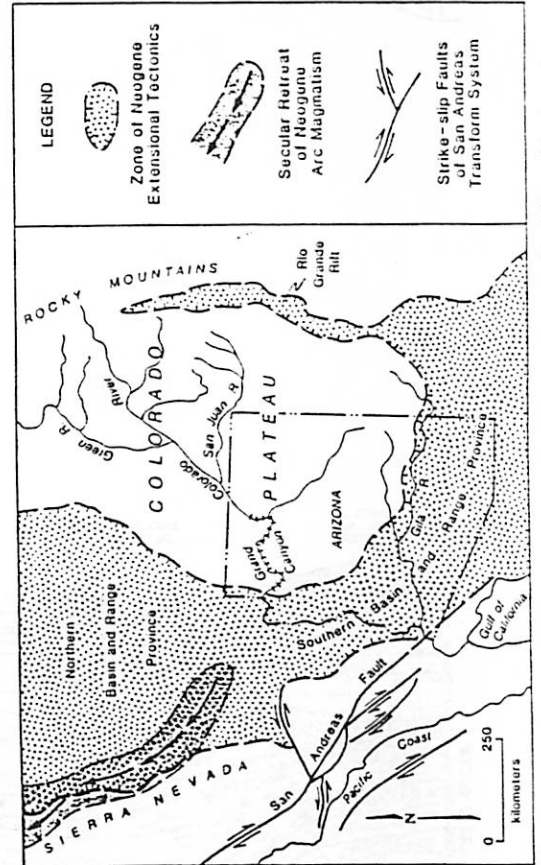 LEGEND
Zone of Neogene
Extensional Tectonics
Secular Retreat
of Neogene
Arc Magmatism
Strike-slip Faults
of San Andreas
Transform System
ROCKY MOUNTAINS
Green R
River
Colorado
San Juan R
COLORADO
PLATEAU
Rio
Grande
Rift
Northern
Basin and Range
Province
Grand
Canyon
ARIZONA
Gila R
Southern Basin
and Range Province
SIERRA NEVADA
San Andreas Fault
Pacific Coast
Gulf of
California
N
0 250
kilometers